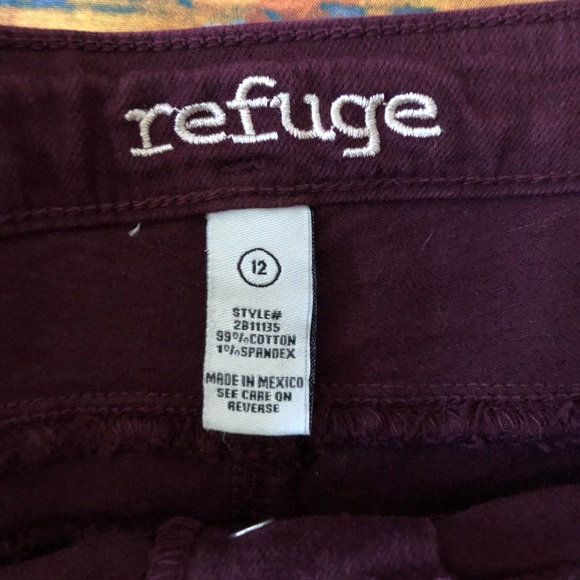 refuge
12
STYLE#
2B11135
99%COTTON
1%SPANDEX
MADE IN MEXICO
SEE CARE ON
REVERSE